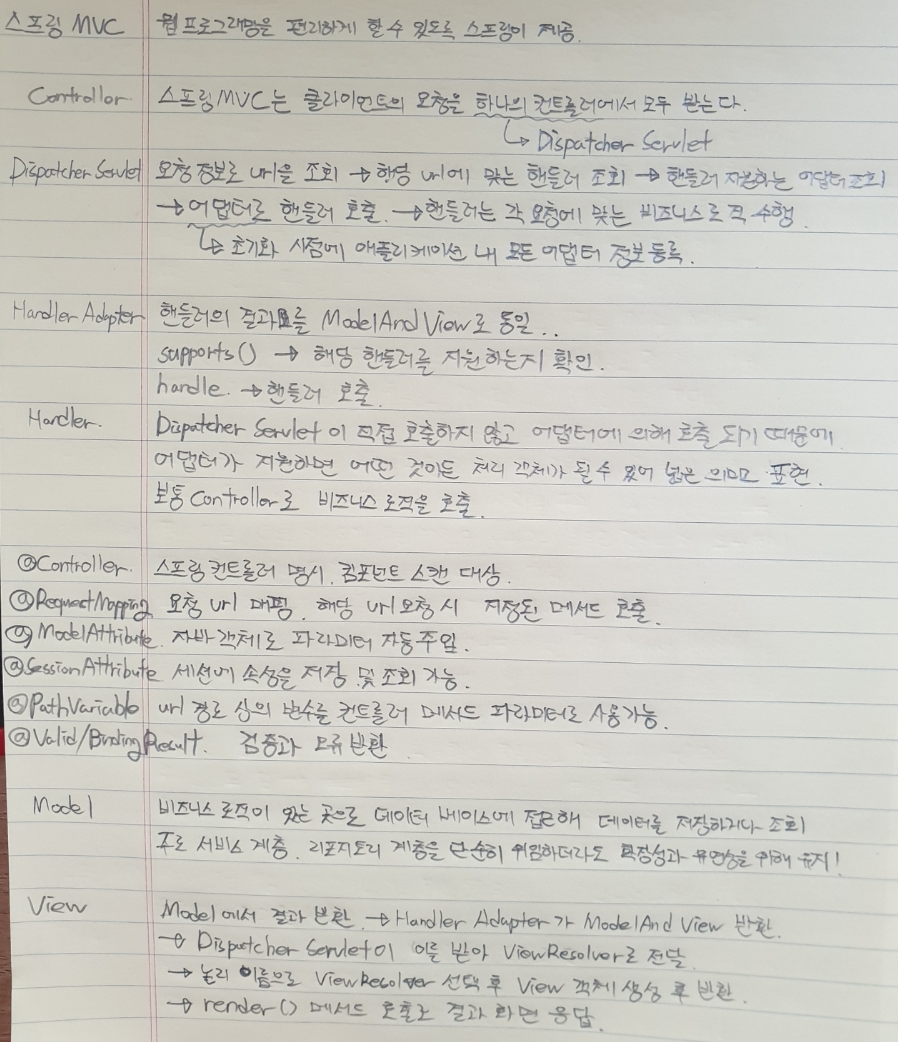 스프링 MVC 웹 프로그래밍을 편리하게 할 수 있도록 스프링이 제공.
Controllor. 스프링 MVC는 클라이언트의 요청을 하나의 컨트롤러에서 모두 받는다.
↳ Dispatcher Servlet
Dispatcher Servlet 요청 정보로 url을 조회 → 해당 url에 맞는 핸들러 조회 → 핸들러 지원하는 어댑터 조회
→ 어댑터로 핸들러 호출. → 핸들러는 각 요청에 맞는 비즈니스 로직 수행.
↳ 초기화 시점에 애플리케이션 내 모든 어댑터 정보 등록.
Handler Adapter 핸들러의 결과를 ModelAndView로 통일..
supports() → 해당 핸들러를 지원하는지 확인.
handle. → 핸들러 호출.
Handler. Dispatcher Servlet이 직접 호출하지 않고 어댑터에 의해 호출 되기 때문에
어댑터가 지원하면 어떤 것이든 처리 객체가 될 수 있어 넓은 의미로 표현.
보통 Controller로 비즈니스 로직을 호출.
@Controller. 스프링 컨트롤러 명시. 컴포넌트 스캔 대상.
@RequestMapping 요청 url 매핑. 해당 url 요청 시 지정된 메서드 호출.
@ModelAttribute. 자바 객체로 파라미터 자동 주입.
@SessionAttribute 세션에 속성을 저장 및 조회 가능.
@PathVariable url 경로 상의 변수를 컨트롤러 메서드 파라미터로 사용가능.
@Valid/BindingResult. 검증과 오류 반환
Model 비즈니스 로직이 있는 곳으로 데이터 베이스에 접근해 데이터를 저장하거나 조회
주로 서비스 계층. 리포지토리 계층을 단순히 위임하더라도 확장성과 유연성을 위해 유지!
View Model에서 결과 반환. → Handler Adapter가 ModelAnd View 반환.
→ Dispatcher Servlet이 이를 받아 ViewResolver로 전달.
→ 논리 이름으로 ViewResolver 선택 후 View 객체 생성 후 반환.
→ render() 메서드 호출로 결과 화면 응답.